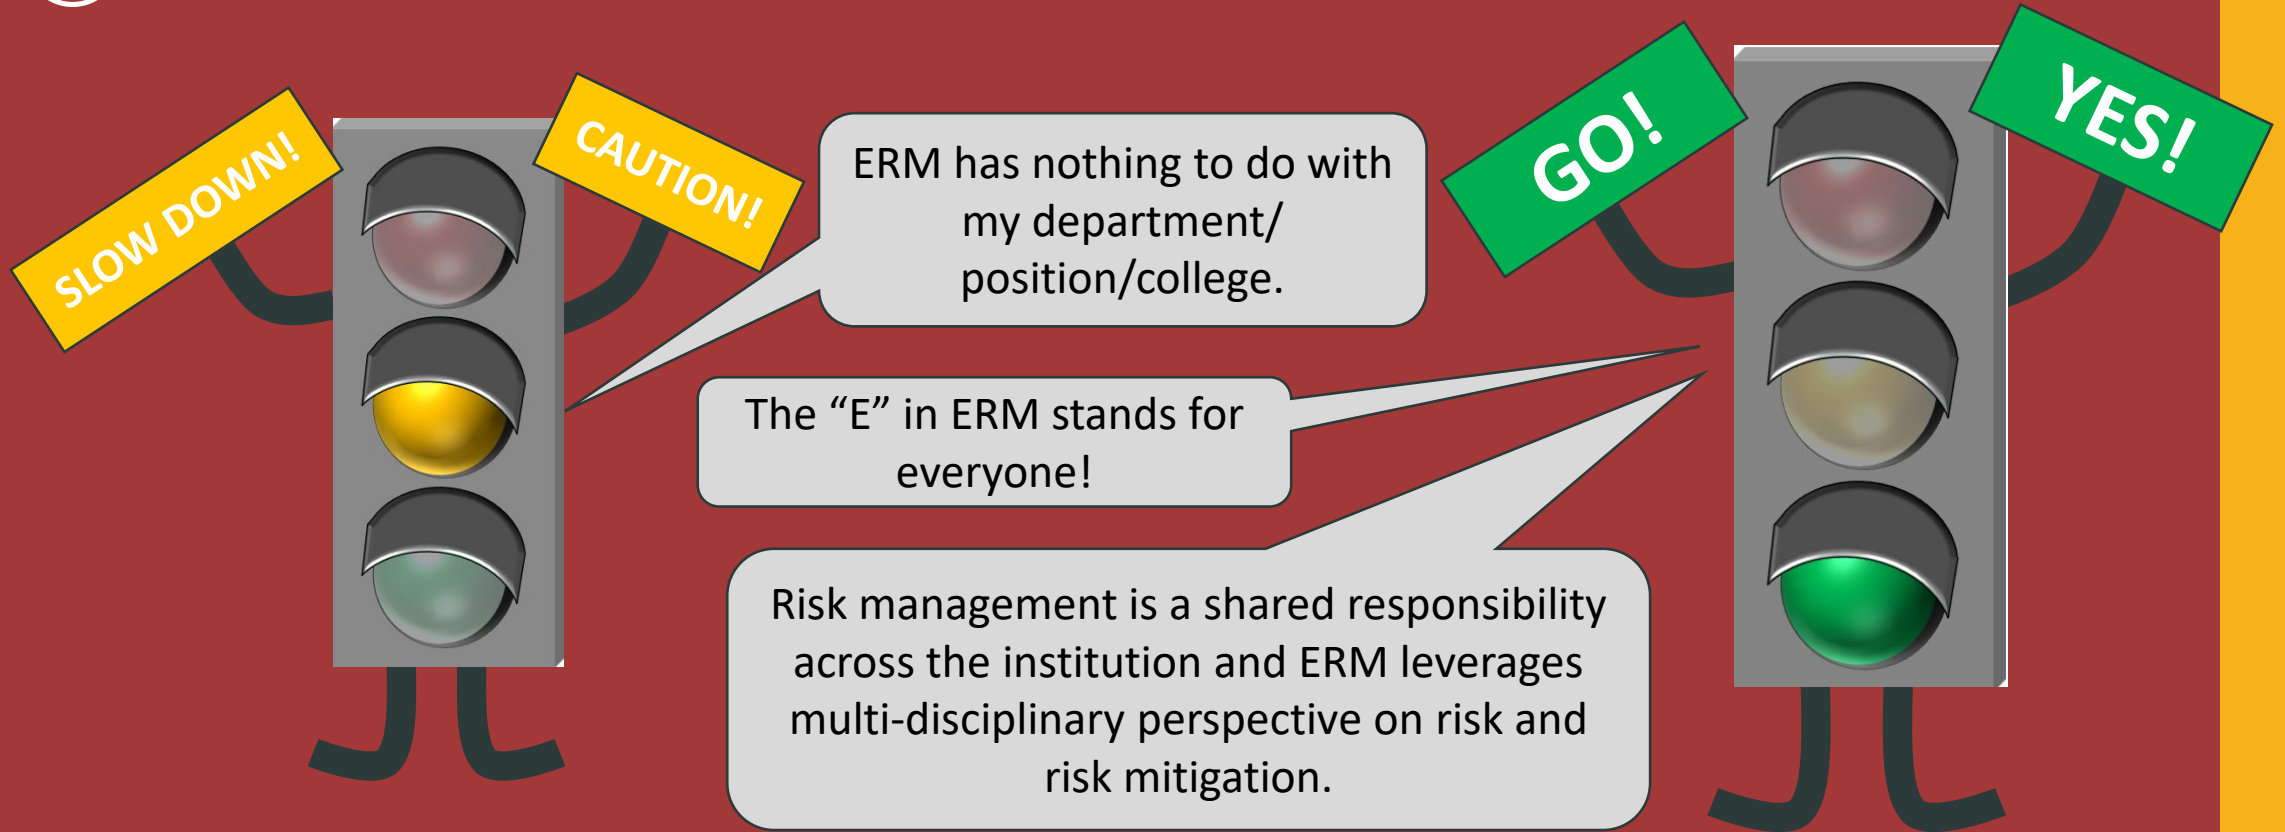 SLOW DOWN!
CAUTION!
ERM has nothing to do with
my department/
position/college.
GO!
YES!
The “E” in ERM stands for
everyone!
Risk management is a shared responsibility
across the institution and ERM leverages
multi-disciplinary perspective on risk and
risk mitigation.